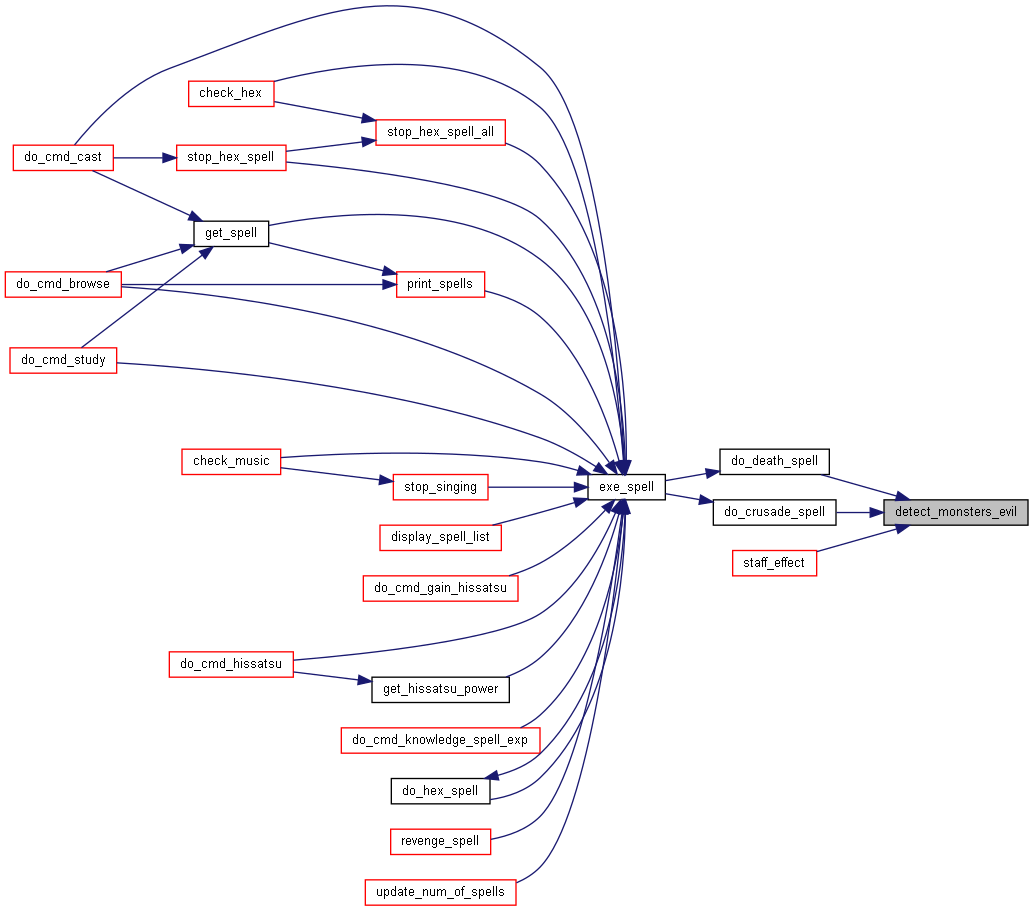 check_hex
stop_hex_spell_all
do_cmd_cast
stop_hex_spell
get_spell
do_cmd_browse
print_spells
do_cmd_study
check_music
do_death_spell
stop_singing
exe_spell
do_crusade_spell
detect_monsters_evil
display_spell_list
staff_effect
do_cmd_gain_hissatsu
do_cmd_hissatsu
get_hissatsu_power
do_cmd_knowledge_spell_exp
do_hex_spell
revenge_spell
update_num_of_spells